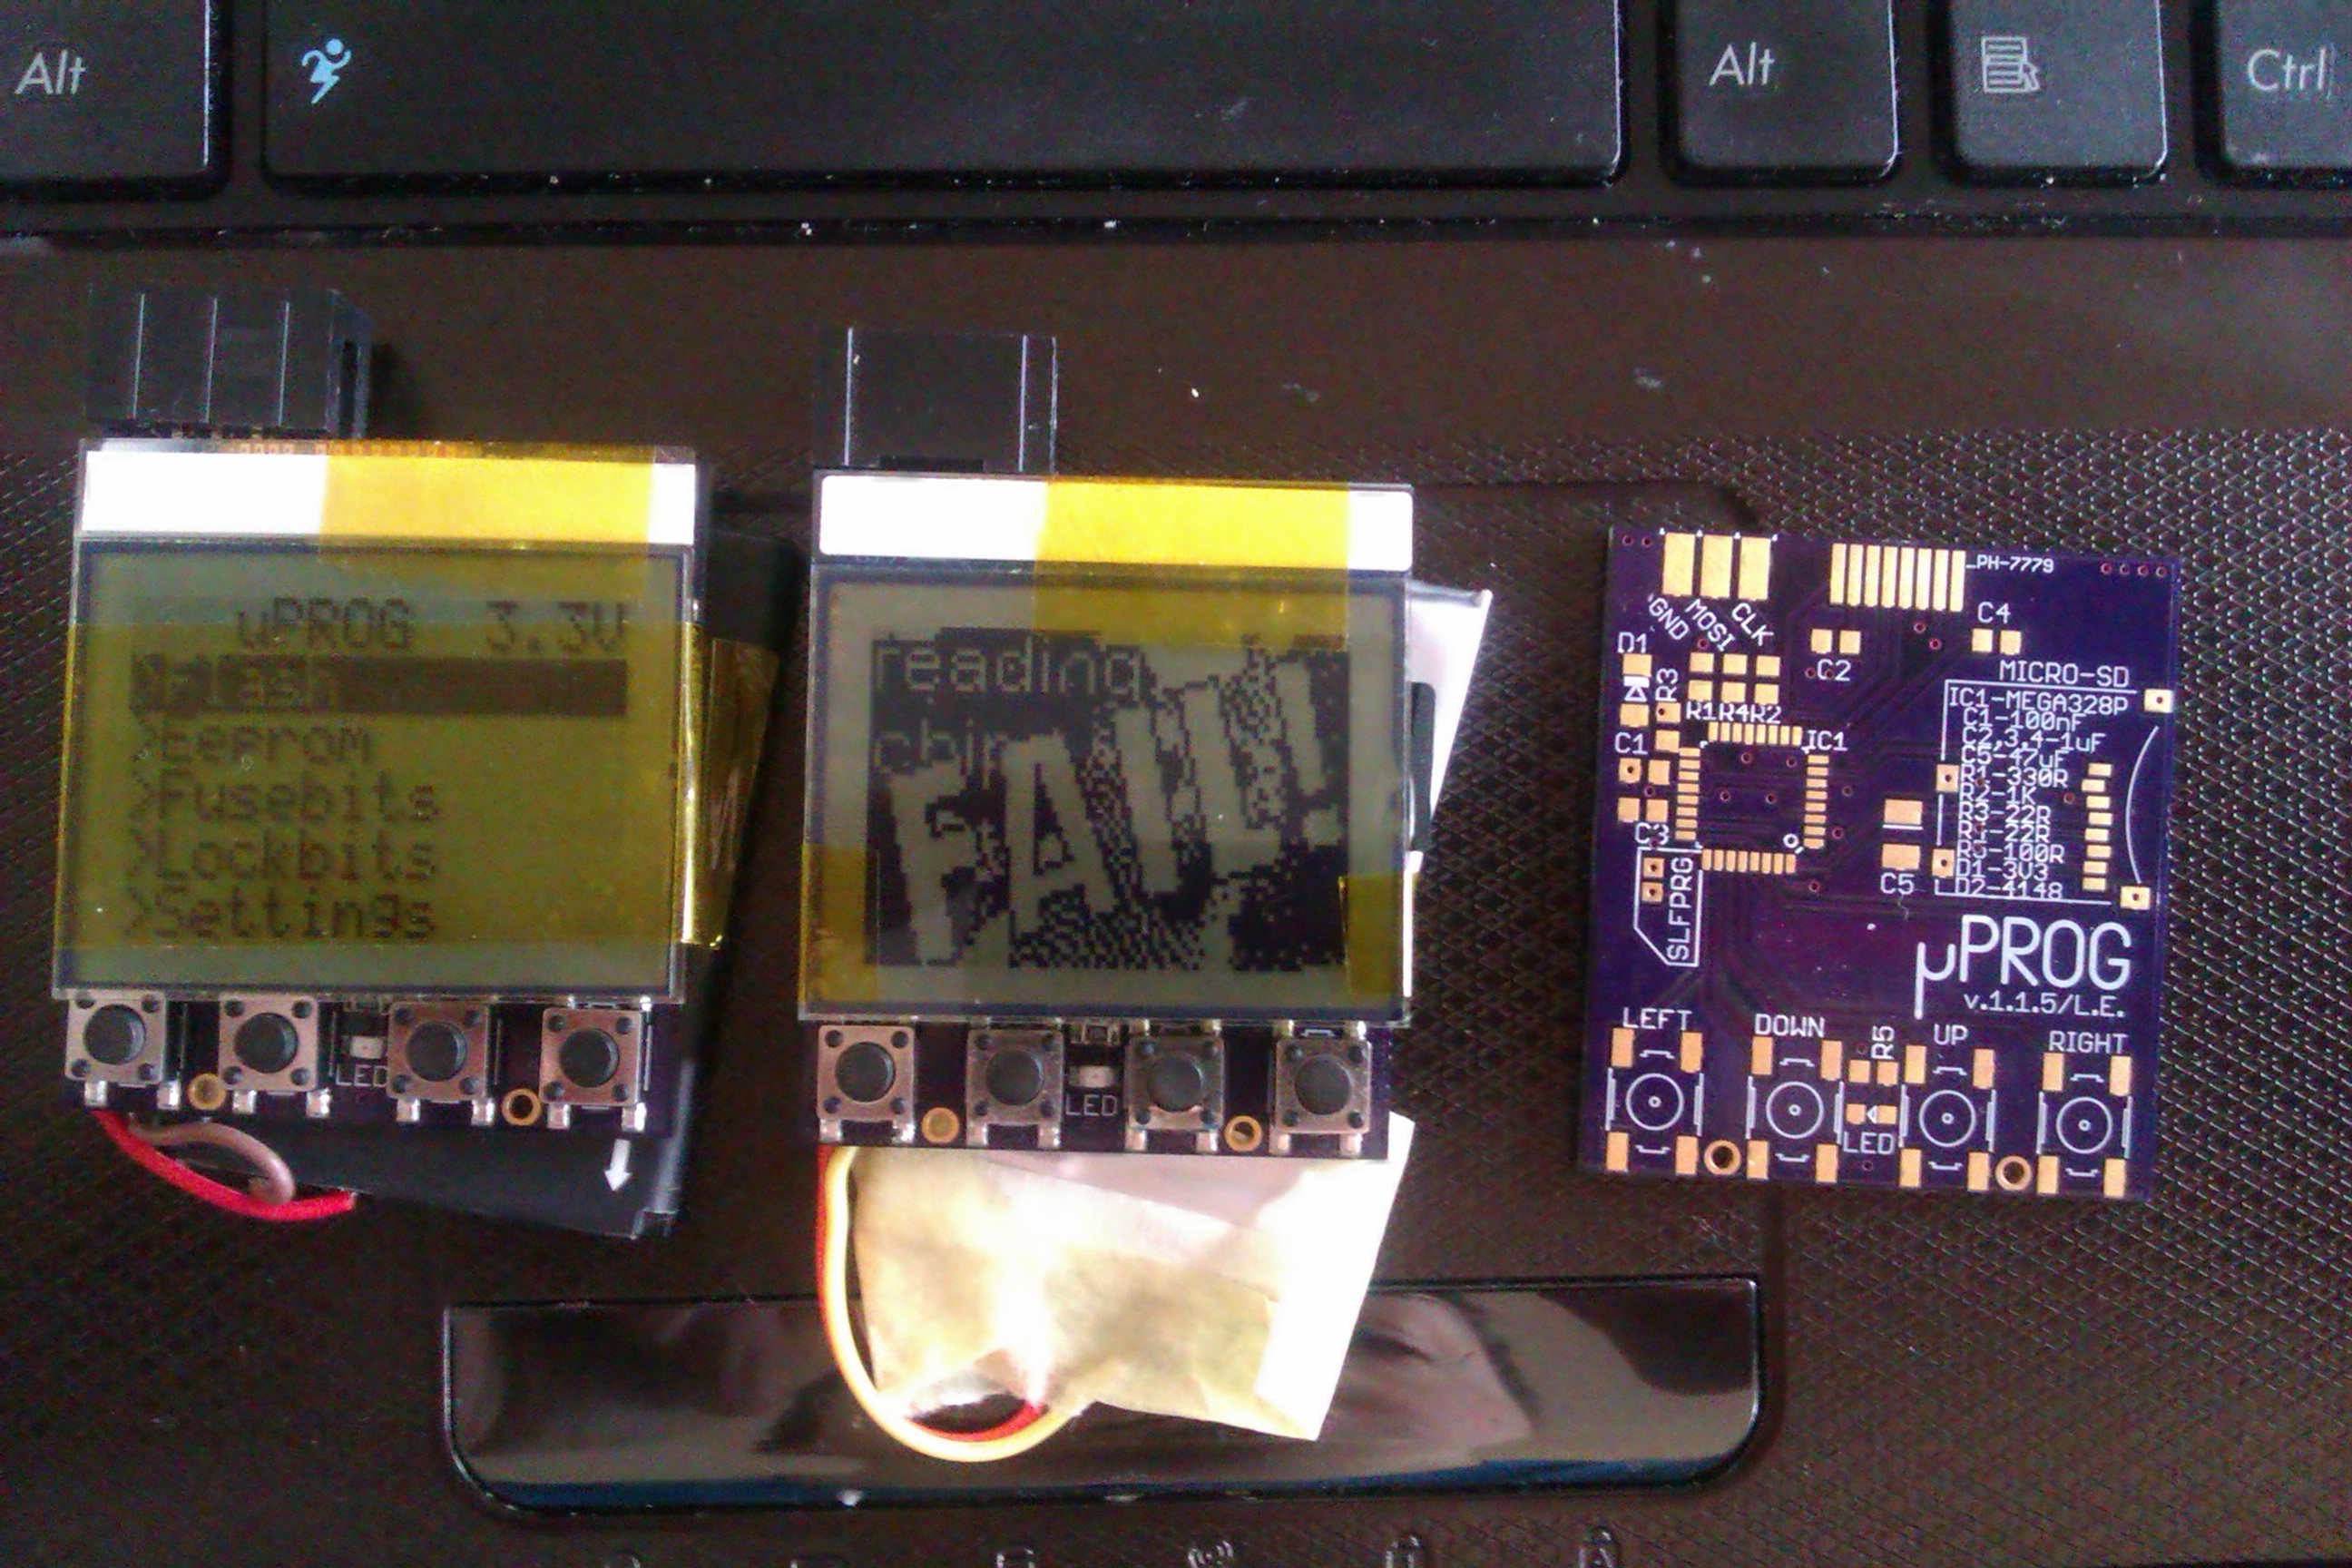 Alt
Alt
Ctrl
uPROG 3.3V
>Flash
>Eeprom
>Fusebits
>Lockbits
>Settings
LED
reading
chip
FAIL!
LED
PH-7779
GND
MOSI
CLK
C4
D1
C2
R3
MICRO-SD
R1R4R2
IC1-MEGA328P
C1-100nF
C2,3,4-1uF
C5-47uF
R1-330R
R2-1K
R3-22R
R4-22R
R5-100R
D1-3V3
D2-4148
C1
IC1
C3
C5
SLFPRG
µPROG
v.1.1.5/L.E.
LEFT
DOWN
R5
UP
RIGHT
LED